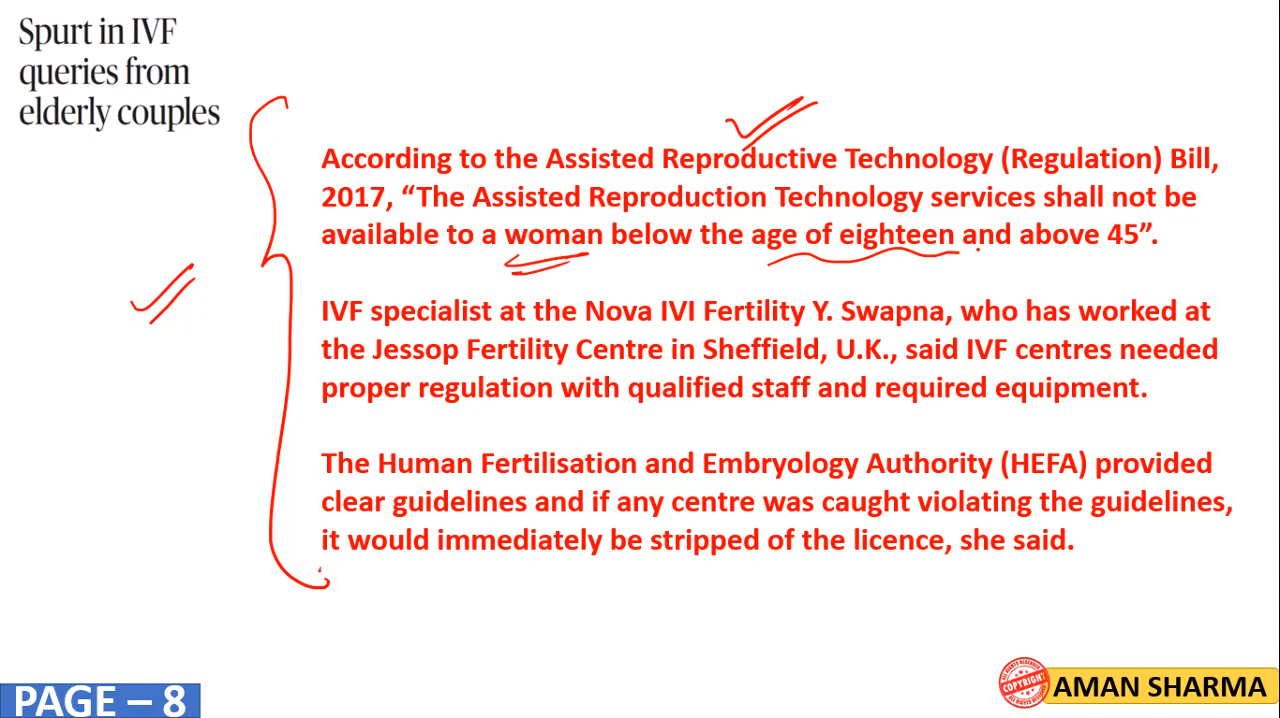 Spurt in IVF
queries from
elderly couples
According to the Assisted Reproductive Technology (Regulation) Bill,
2017, “The Assisted Reproduction Technology services shall not be
available to a woman below the age of eighteen and above 45”.
IVF specialist at the Nova IVI Fertility Y. Swapna, who has worked at
the Jessop Fertility Centre in Sheffield, U.K., said IVF centres needed
proper regulation with qualified staff and required equipment.
The Human Fertilisation and Embryology Authority (HEFA) provided
clear guidelines and if any centre was caught violating the guidelines,
it would immediately be stripped of the licence, she said.
PAGE – 8
COPYRIGHT
AMAN SHARMA